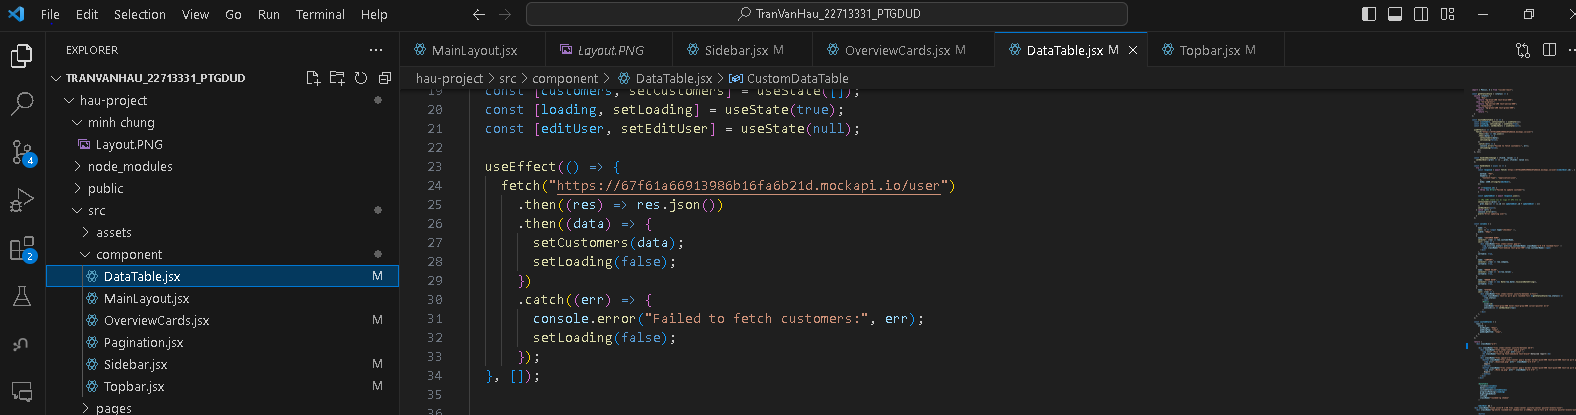 File Edit Selection View Go Run Terminal Help
TranVanHau_22713331_PTGDUD
EXPLORER
TRANVANHAU_22713331_PTGDUD
hau-project
minh chung
Layout.PNG
node_modules
public
src
assets
component
DataTable.jsx M
MainLayout.jsx
OverviewCards.jsx M
Pagination.jsx
Sidebar.jsx M
Topbar.jsx M
pages
4
2
MainLayout.jsx Layout.PNG Sidebar.jsx M OverviewCards.jsx M DataTable.jsx M Topbar.jsx M
hau-project > src > component > DataTable.jsx > CustomDataTable
19 const [customers, setCustomers] = useState([]);
20 const [loading, setLoading] = useState(true);
21 const [editUser, setEditUser] = useState(null);
22
23 useEffect(() => {
24 fetch("https://67f61a66913986b16fa6b21d.mockapi.io/user")
25 .then((res) => res.json())
26 .then((data) => {
27 setCustomers(data);
28 setLoading(false);
29 })
30 .catch((err) => {
31 console.error("Failed to fetch customers:", err);
32 setLoading(false);
33 });
34 }, []);
35
36